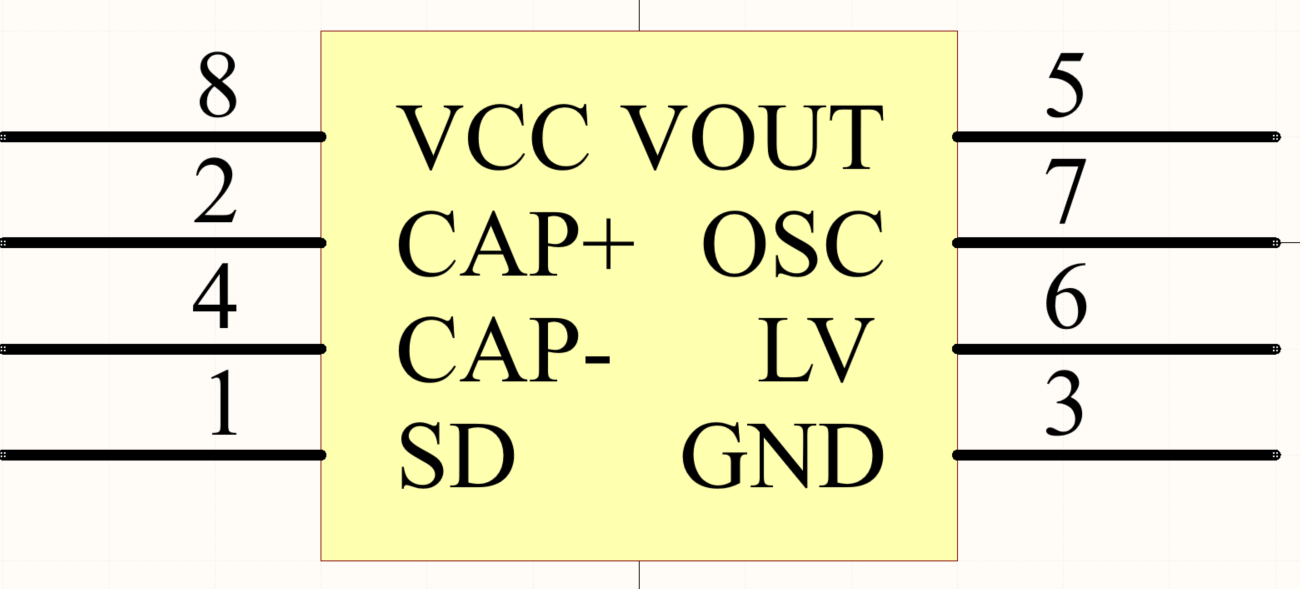 8 5
VCC VOUT
2 7
CAP+ OSC
4 6
CAP- LV
1 3
SD GND